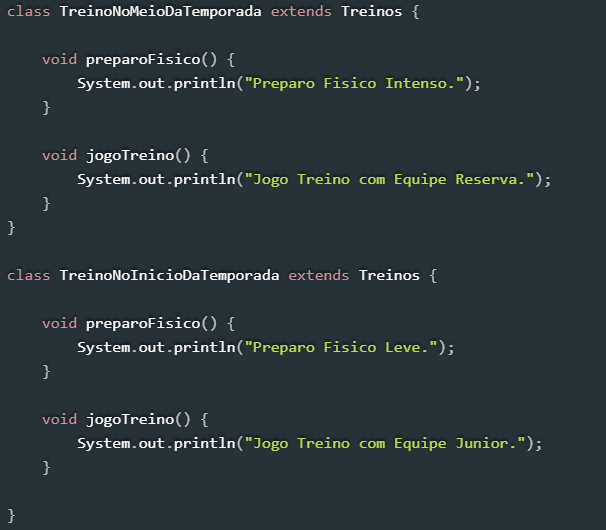 class TreinoNoMeioDaTemporada extends Treinos {
    void preparoFisico() {
        System.out.println("Preparo Fisico Intenso.");
    }
    void jogoTreino() {
        System.out.println("Jogo Treino com Equipe Reserva.");
    }
}
class TreinoNoInicioDaTemporada extends Treinos {
    void preparoFisico() {
        System.out.println("Preparo Fisico Leve.");
    }
    void jogoTreino() {
        System.out.println("Jogo Treino com Equipe Junior.");
    }
}